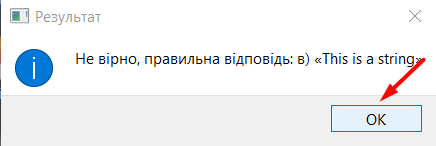 Результат
Не вірно, правильна відповідь: в) «This is a string»
OK